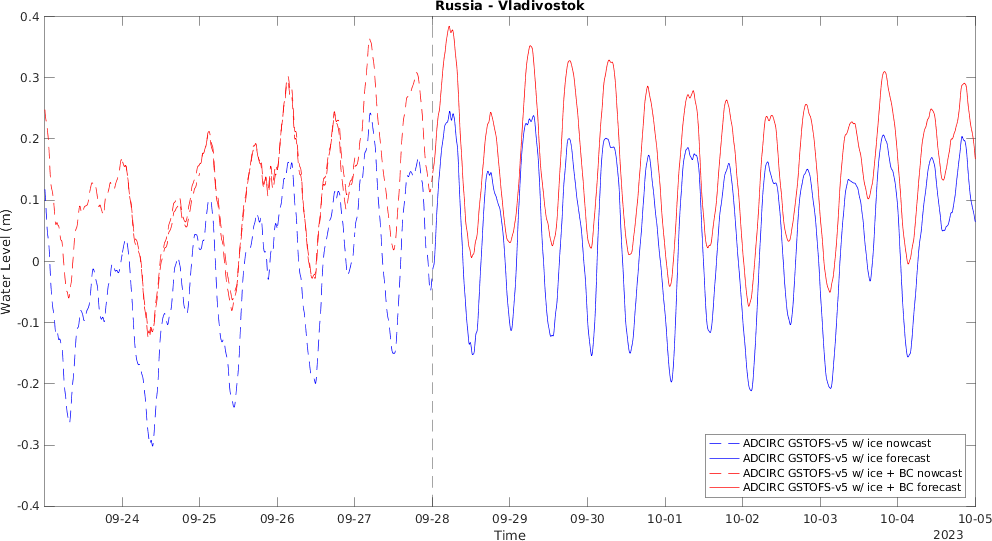 Russia - Vladivostok
0.4
0.3
0.2
0.1
0
-0.1
-0.2
-0.3
-0.4
Water Level (m)
ADCIRC GSTOFS-v5 w/ ice nowcast
ADCIRC GSTOFS-v5 w/ ice forecast
ADCIRC GSTOFS-v5 w/ ice + BC nowcast
ADCIRC GSTOFS-v5 w/ ice + BC forecast
09-24 09-25 09-26 09-27 09-28 09-29 09-30 10-01 10-02 10-03 10-04 10-05
Time
2023